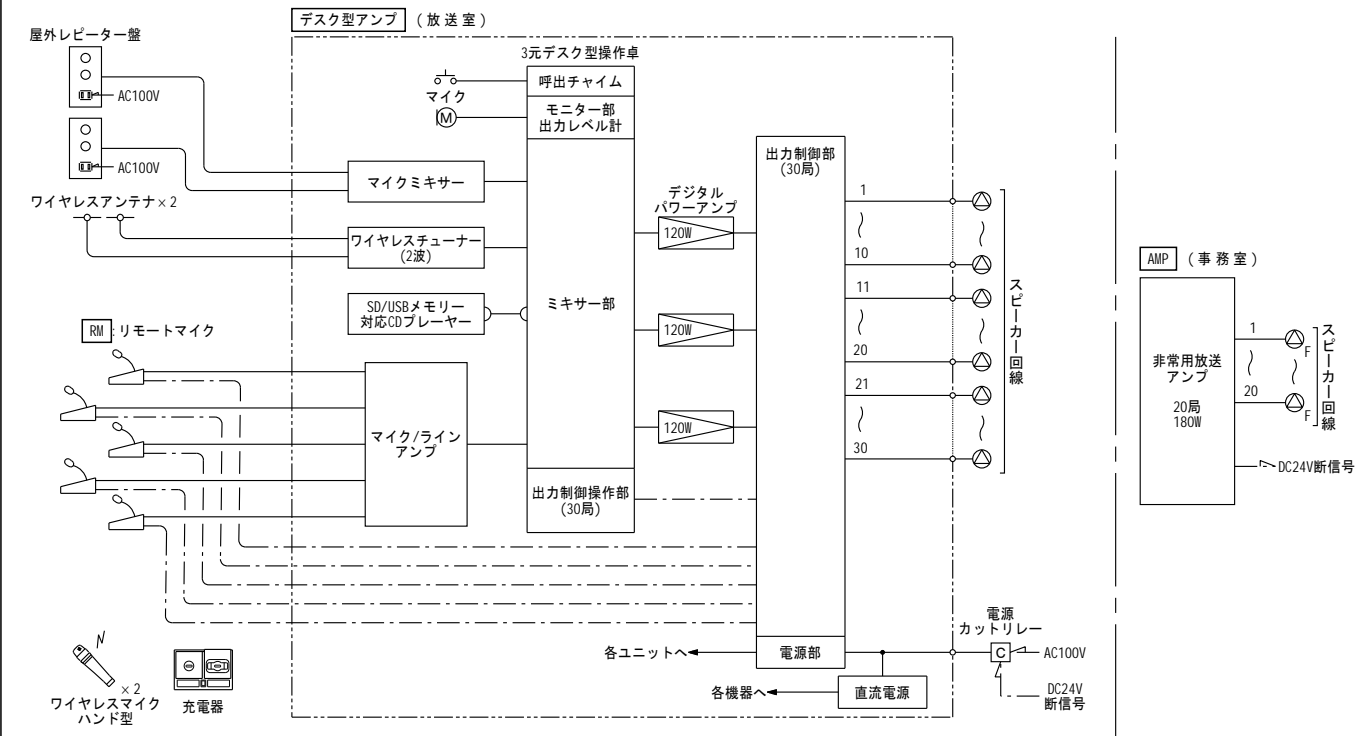 デスク型アンプ (放送室)
屋外レピーター盤
AC100V
AC100V
ワイヤレスアンテナ×2
3元デスク型操作卓
呼出チャイム
マイク
M
モニター部
出力レベル計
マイクミキサー
ワイヤレスチューナー
(2波)
SD/USBメモリー
対応CDプレーヤー
ミキサー部
デジタル
パワーアンプ
120W
120W
120W
出力制御部
(30局)
1
10
11
20
21
30
スピーカー回線
RM:リモートマイク
マイク/ライン
アンプ
出力制御操作部
(30局)
各ユニットへ
電源部
各機器へ
直流電源
電源
カットリレー
C
AC100V
DC24V
断信号
×2
ワイヤレスマイク
ハンド型
充電器
AMP (事務室)
非常用放送
アンプ
20局
180W
1
F
20
F
スピーカー回線
DC24V断信号